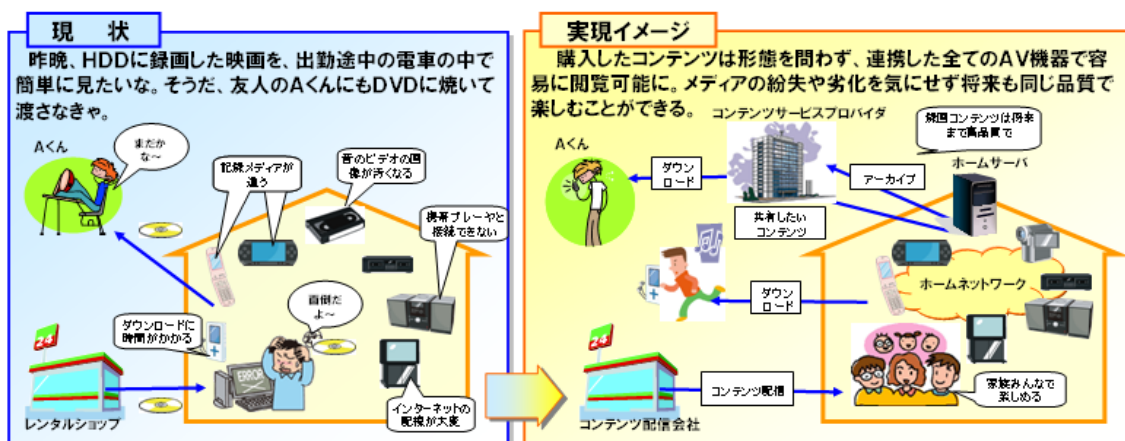 現　状
昨晩、HDDに録画した映画を、出勤途中の電車の中で
簡単に見たいな。そうだ、友人のAくんにもDVDに焼いて
渡さなきゃ。
Aくん
まだか
な～
記録メディアが
違う
昔のビデオの画
像が汚くなる
携帯プレーヤと
接続できない
面倒だ
よ～
ダウンロードに
時間がかかる
ERROR
24
レンタルショップ
インターネットの
配線が大変
実現イメージ
購入したコンテンツは形態を問わず、連携した全てのAV機器で容
易に閲覧可能に。メディアの紛失や劣化を気にせず将来も同じ品質で
楽しむことができる。
コンテンツサービスプロバイダ
録画コンテンツは将来
まで高品質で
Aくん
ダウン
ロード
アーカイブ
ホームサーバ
共有したい
コンテンツ
ダウン
ロード
ホームネットワーク
24
コンテンツ配信
家族みんなで
楽しめる
コンテンツ配信会社